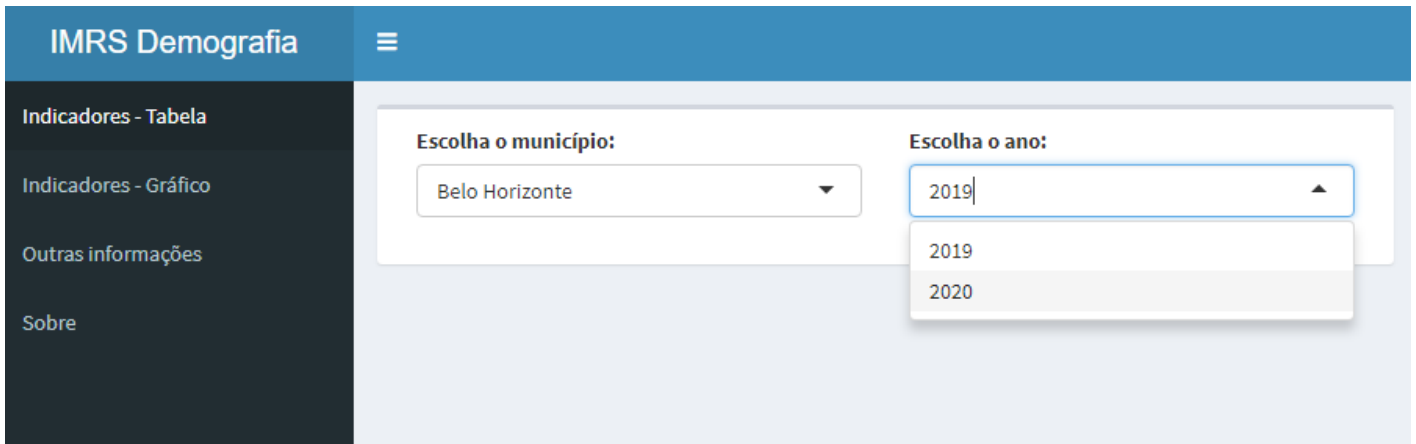 IMRS Demografia
Indicadores - Tabela
Indicadores - Gráfico
Outras informações
Sobre
Escolha o município:
Belo Horizonte
Escolha o ano:
2019
2019
2020